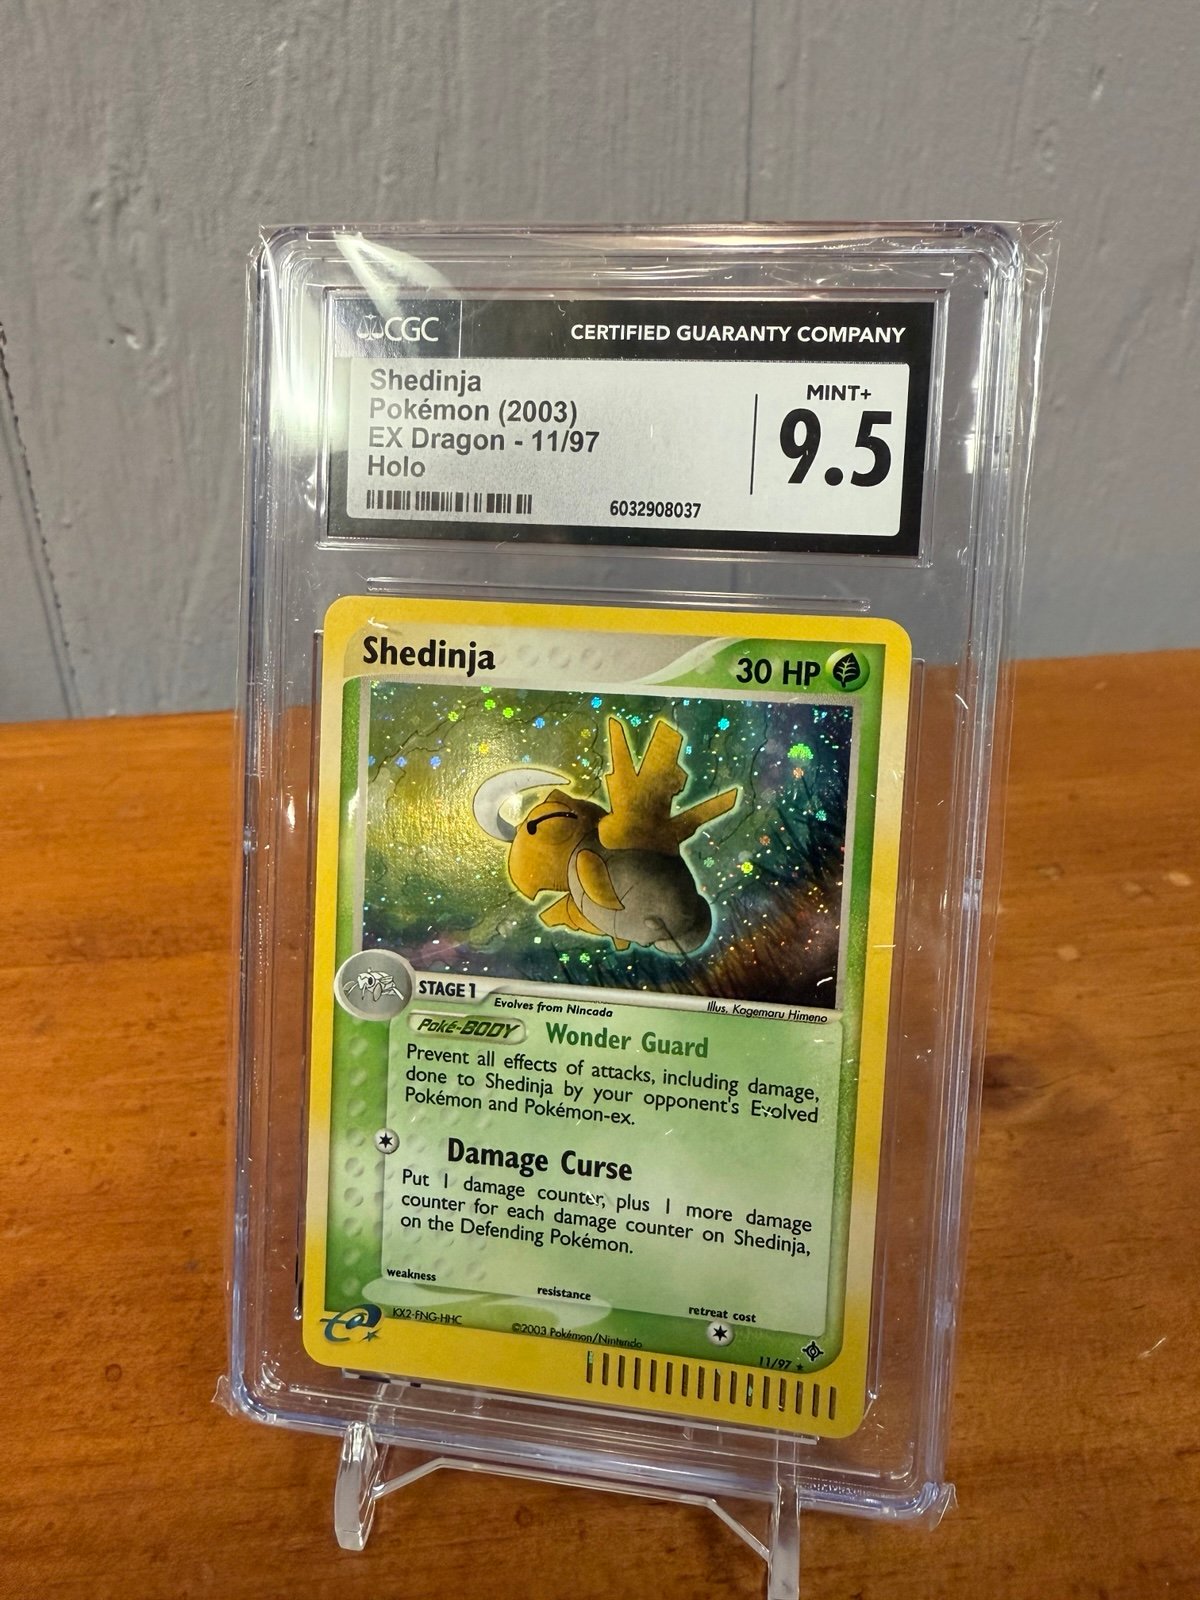 CGC
CERTIFIED GUARANTY COMPANY
Shedinja
Pokémon (2003)
EX Dragon - 11/97
Holo
MINT+
9.5
6032908037
Shedinja
30 HP
STAGE 1
Evolves from Nincada
Illus. Kagemaru Himeno
Poké-BODY Wonder Guard
Prevent all effects of attacks, including damage,
done to Shedinja by your opponent's Evolved
Pokémon and Pokémon-ex.
Damage Curse
Put 1 damage counter, plus 1 more damage
counter for each damage counter on Shedinja,
on the Defending Pokémon.
weakness
resistance
retreat cost
e
KX2-FNG-HHC
©2003 Pokémon/Nintendo
11/97 ★